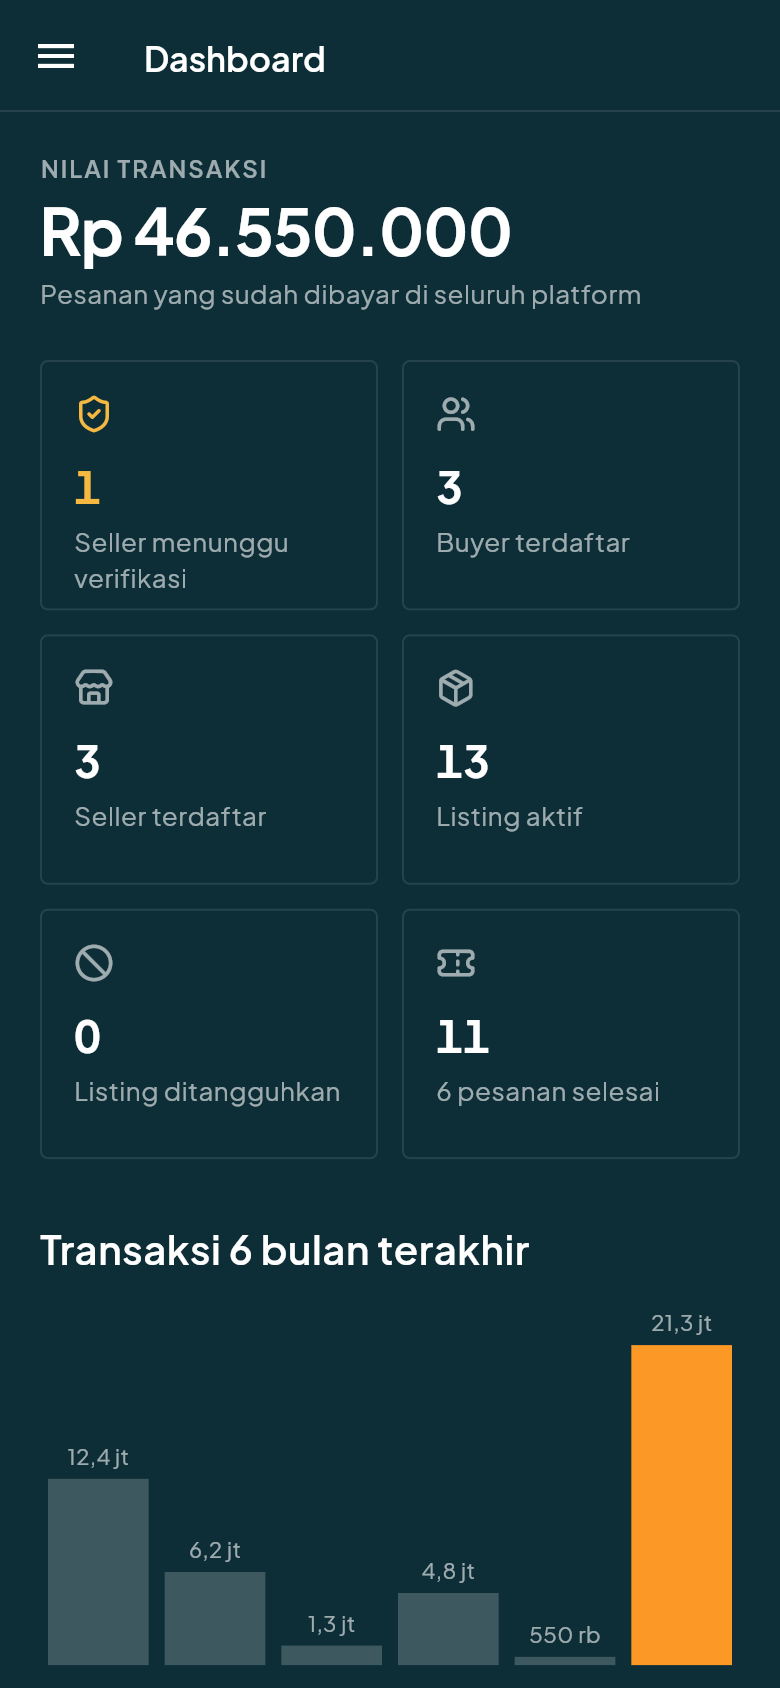 Dashboard
NILAI TRANSAKSI
Rp 46.550.000
Pesanan yang sudah dibayar di seluruh platform
1
Seller menunggu
verifikasi
3
Buyer terdaftar
3
Seller terdaftar
13
Listing aktif
0
Listing ditangguhkan
11
6 pesanan selesai
Transaksi 6 bulan terakhir
12,4 jt
6,2 jt
1,3 jt
4,8 jt
550 rb
21,3 jt